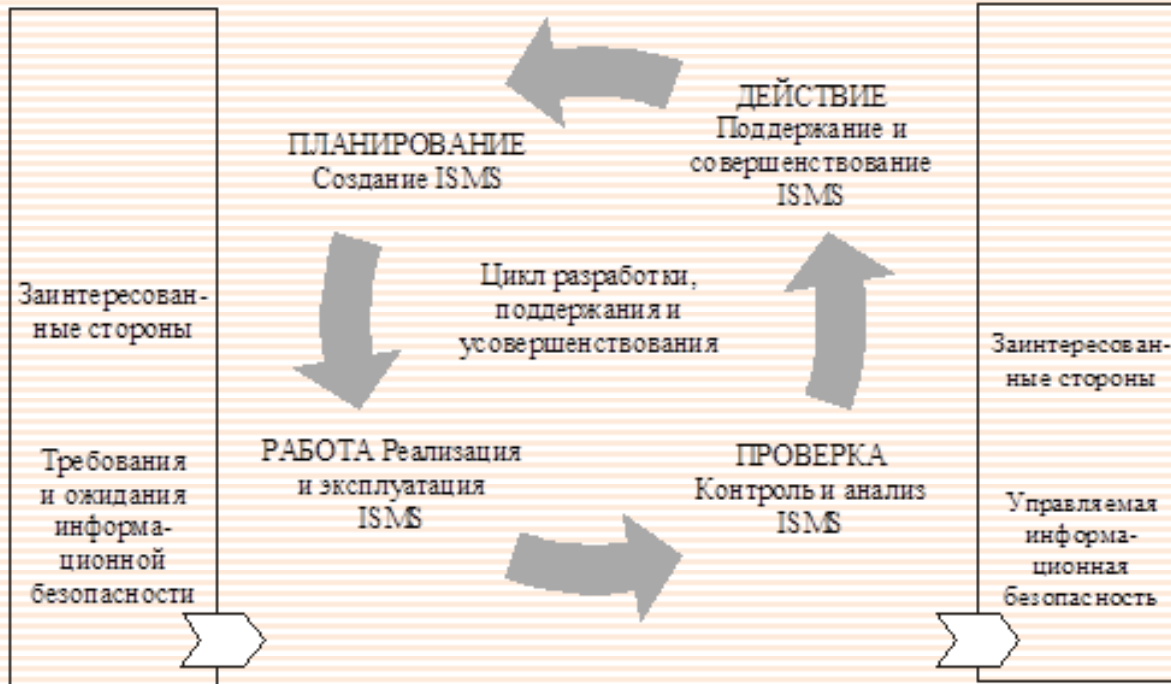 Заинтересован-
ные стороны
Требования
и ожидания
информа-
ционной
безопасности
ПЛАНИРОВАНИЕ
Создание ISMS
ДЕЙСТВИЕ
Поддержание и
совершенствование
ISMS
Цикл разработки,
поддержания и
усовершенствования
РАБОТА Реализация
и эксплуатация
ISMS
ПРОВЕРКА
Контроль и анализ
ISMS
Заинтересован-
ные стороны
Управляемая
информа-
ционная
безопасность